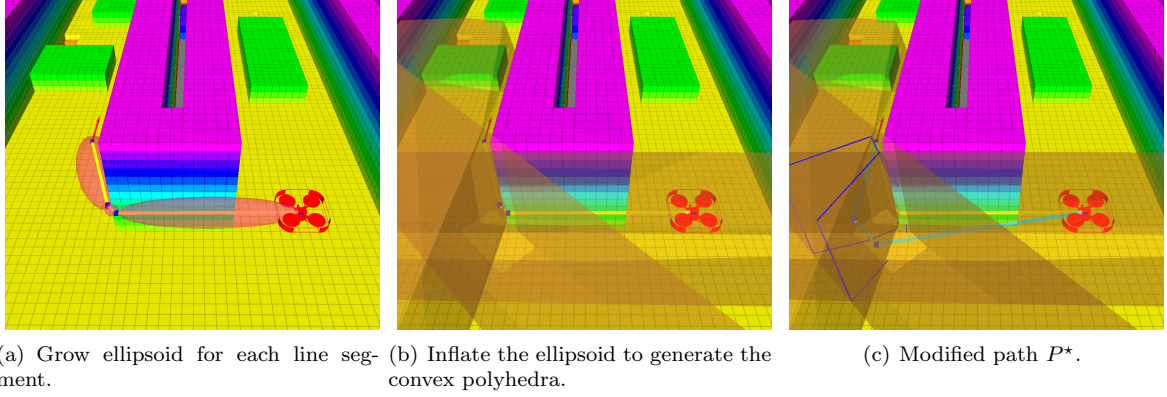 (a) Grow ellipsoid for each line seg-
ment.
(b) Inflate the ellipsoid to generate the
convex polyhedra.
(c) Modified path P⋆.